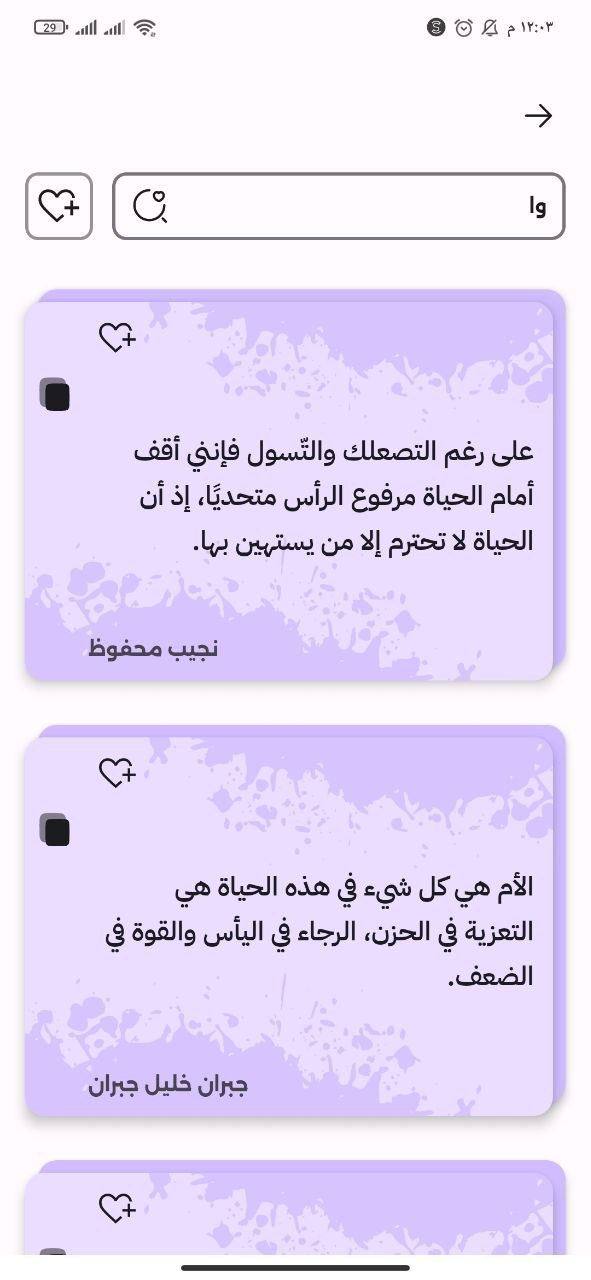 ١٢:٠٣ م
29
وا
على رغم التصعلك والتّسول فإنني أقف
أمام الحياة مرفوع الرأس متحديًا، إذ أن
الحياة لا تحترم إلا من يستهين بها.
نجيب محفوظ
الأم هي كل شيء في هذه الحياة هي
التعزية في الحزن، الرجاء في اليأس والقوة في
الضعف.
جبران خليل جبران